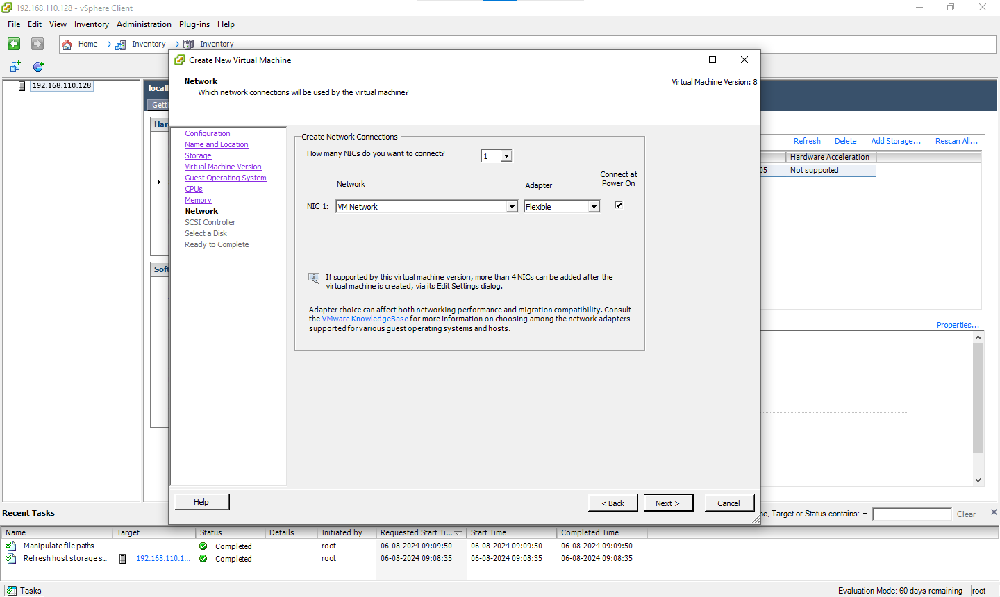 192.168.110.128 - vSphere Client
File Edit View Inventory Administration Plug-ins Help
Home Inventory Inventory
192.168.110.128
Create New Virtual Machine
Network
Which network connections will be used by the virtual machine?
Virtual Machine Version: 8
Configuration
Name and Location
Storage
Virtual Machine Version
Guest Operating System
CPUs
Memory
Network
SCSI Controller
Select a Disk
Ready to Complete
Create Network Connections
How many NICs do you want to connect? 1
Network Adapter Connect at
Power On
NIC 1: VM Network Flexible
If supported by this virtual machine version, more than 4 NICs can be added after the
virtual machine is created, via its Edit Settings dialog.
Adapter choice can affect both networking performance and migration compatibility. Consult
the VMware KnowledgeBase for more information on choosing among the network adapters
supported for various guest operating systems and hosts.
Help < Back Next > Cancel
Refresh Delete Add Storage... Rescan All...
Hardware Acceleration
05 Not supported
Properties...
Recent Tasks
Target or Status contains: Clear
Name Target Status Details Initiated by Requested Start Ti... Start Time Completed Time
Manipulate file paths Completed root 06-08-2024 09:09:50 06-08-2024 09:09:50 06-08-2024 09:09:50
Refresh host storage s... 192.168.110.1... Completed root 06-08-2024 09:08:35 06-08-2024 09:08:35 06-08-2024 09:08:35
Tasks Evaluation Mode: 60 days remaining root